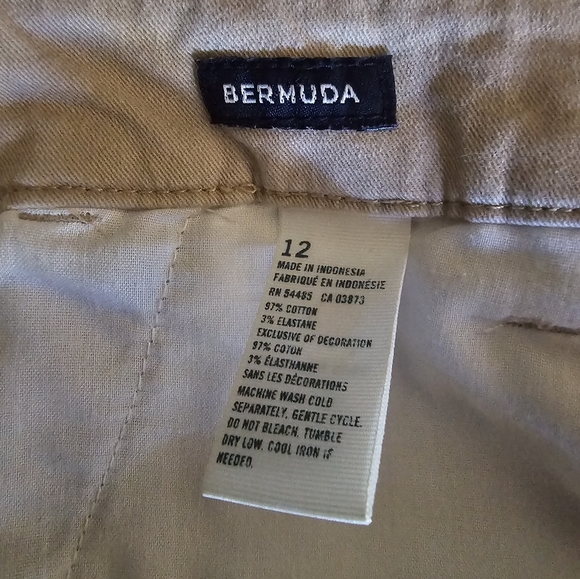 BERMUDA
12
MADE IN INDONESIA
FABRIQUÉ EN INDONÉSIE
RN 54485 CA 03873
97% COTTON
3% ELASTANE
EXCLUSIVE OF DECORATION
97% COTON
3% ÉLASTHANNE
SANS LES DÉCORATIONS
MACHINE WASH COLD
SEPARATELY, GENTLE CYCLE.
DO NOT BLEACH, TUMBLE
DRY LOW. COOL IRON IF
NEEDED.